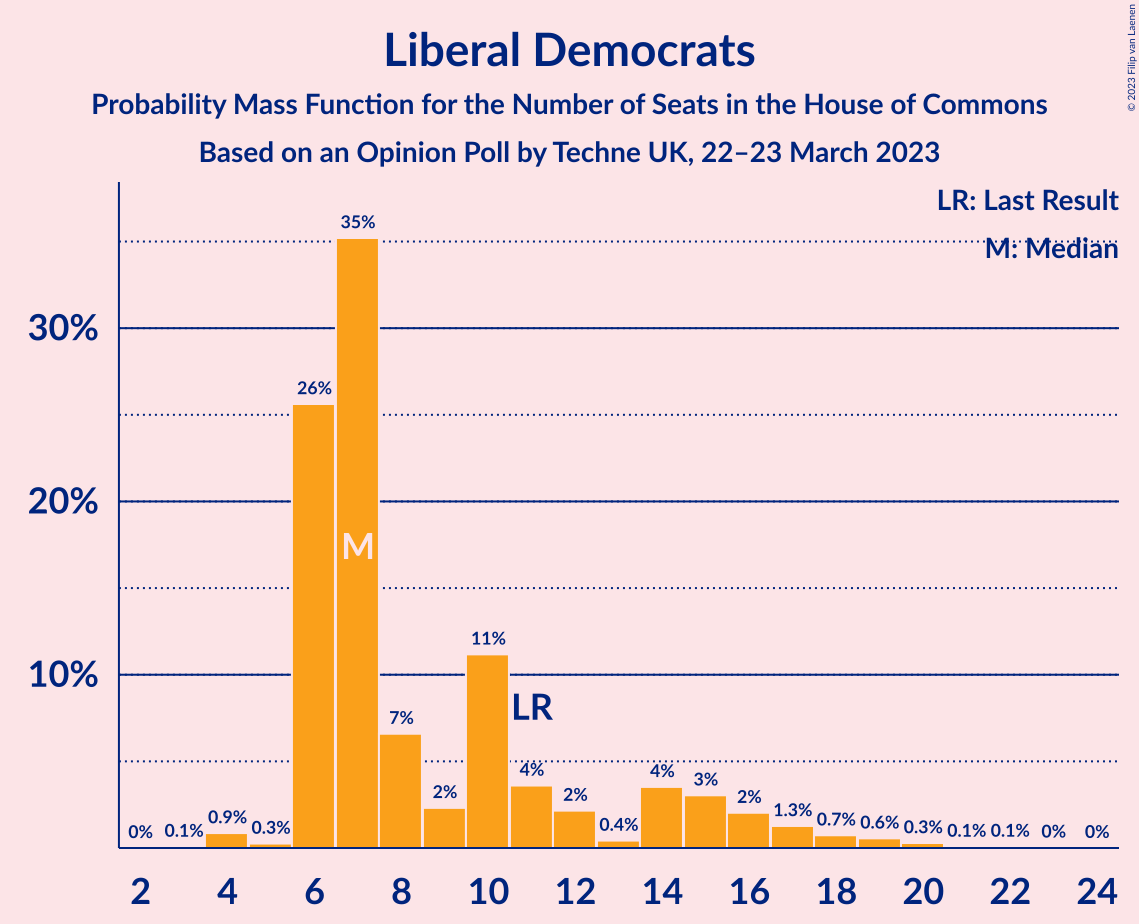 Liberal Democrats
Probability Mass Function for the Number of Seats in the House of Commons
Based on an Opinion Poll by Techne UK, 22–23 March 2023
© 2023 Filip van Laenen
LR: Last Result
M: Median
30%
20%
10%
0%
0.1%
0.9%
0.3%
26%
35%
7%
2%
11%
4%
2%
0.4%
4%
3%
2%
1.3%
0.7%
0.6%
0.3%
0.1%
0.1%
0%
0%
M
LR
2 4 6 8 10 12 14 16 18 20 22 24